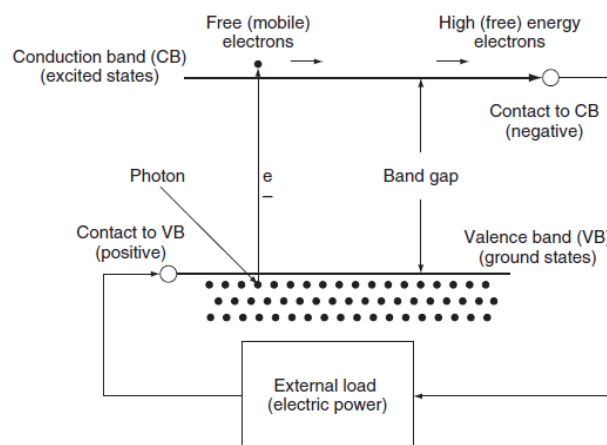 Free (mobile)
electrons
High (free) energy
electrons
Conduction band (CB)
(excited states)
Contact to CB
(negative)
Photon
e
–
Band gap
Contact to VB
(positive)
Valence band (VB)
(ground states)
External load
(electric power)